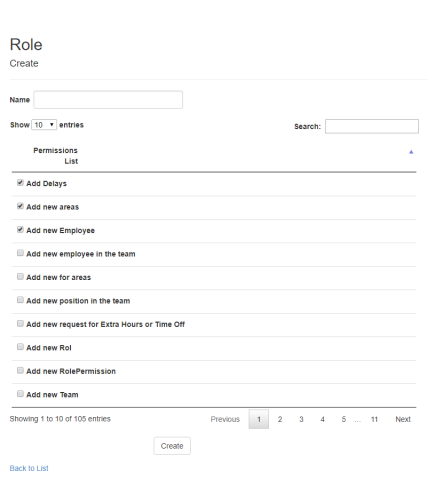 Role
Create
Name
Show 10 entries
Search:
Permissions
List
Add Delays
Add new areas
Add new Employee
Add new employee in the team
Add new for areas
Add new position in the team
Add new request for Extra Hours or Time Off
Add new Rol
Add new RolePermission
Add new Team
Showing 1 to 10 of 105 entries
Previous 1 2 3 4 5 ... 11 Next
Create
Back to List